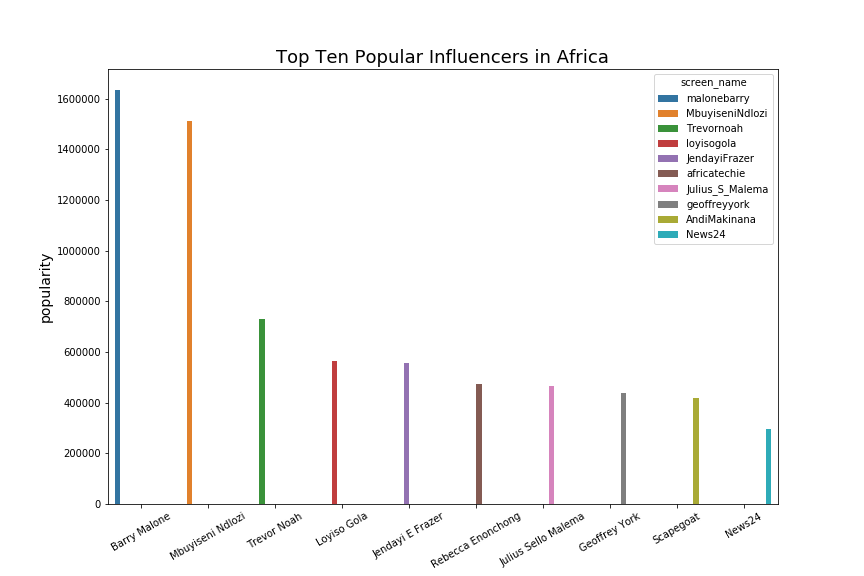 Top Ten Popular Influencers in Africa
screen_name
malonebarry
MbuyiseniNdlozi
Trevornoah
loyisogola
JendayiFrazer
africatechie
Julius_S_Malema
geoffreyyork
AndiMakinana
News24
popularity
1600000
1400000
1200000
1000000
800000
600000
400000
200000
0
Barry Malone
Mbuyiseni Ndlozi
Trevor Noah
Loyiso Gola
Jendayi E Frazer
Rebecca Enonchong
Julius Sello Malema
Geoffrey York
Scapegoat
News24